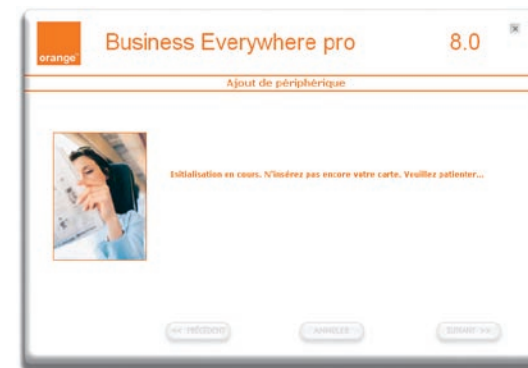 orange™
Business Everywhere pro 8.0
Ajout de périphérique
Initialisation en cours. N'insérez pas encore votre carte. Veuillez patienter...
<< PRÉCÉDENT
ANNULER
SUIVANT >>